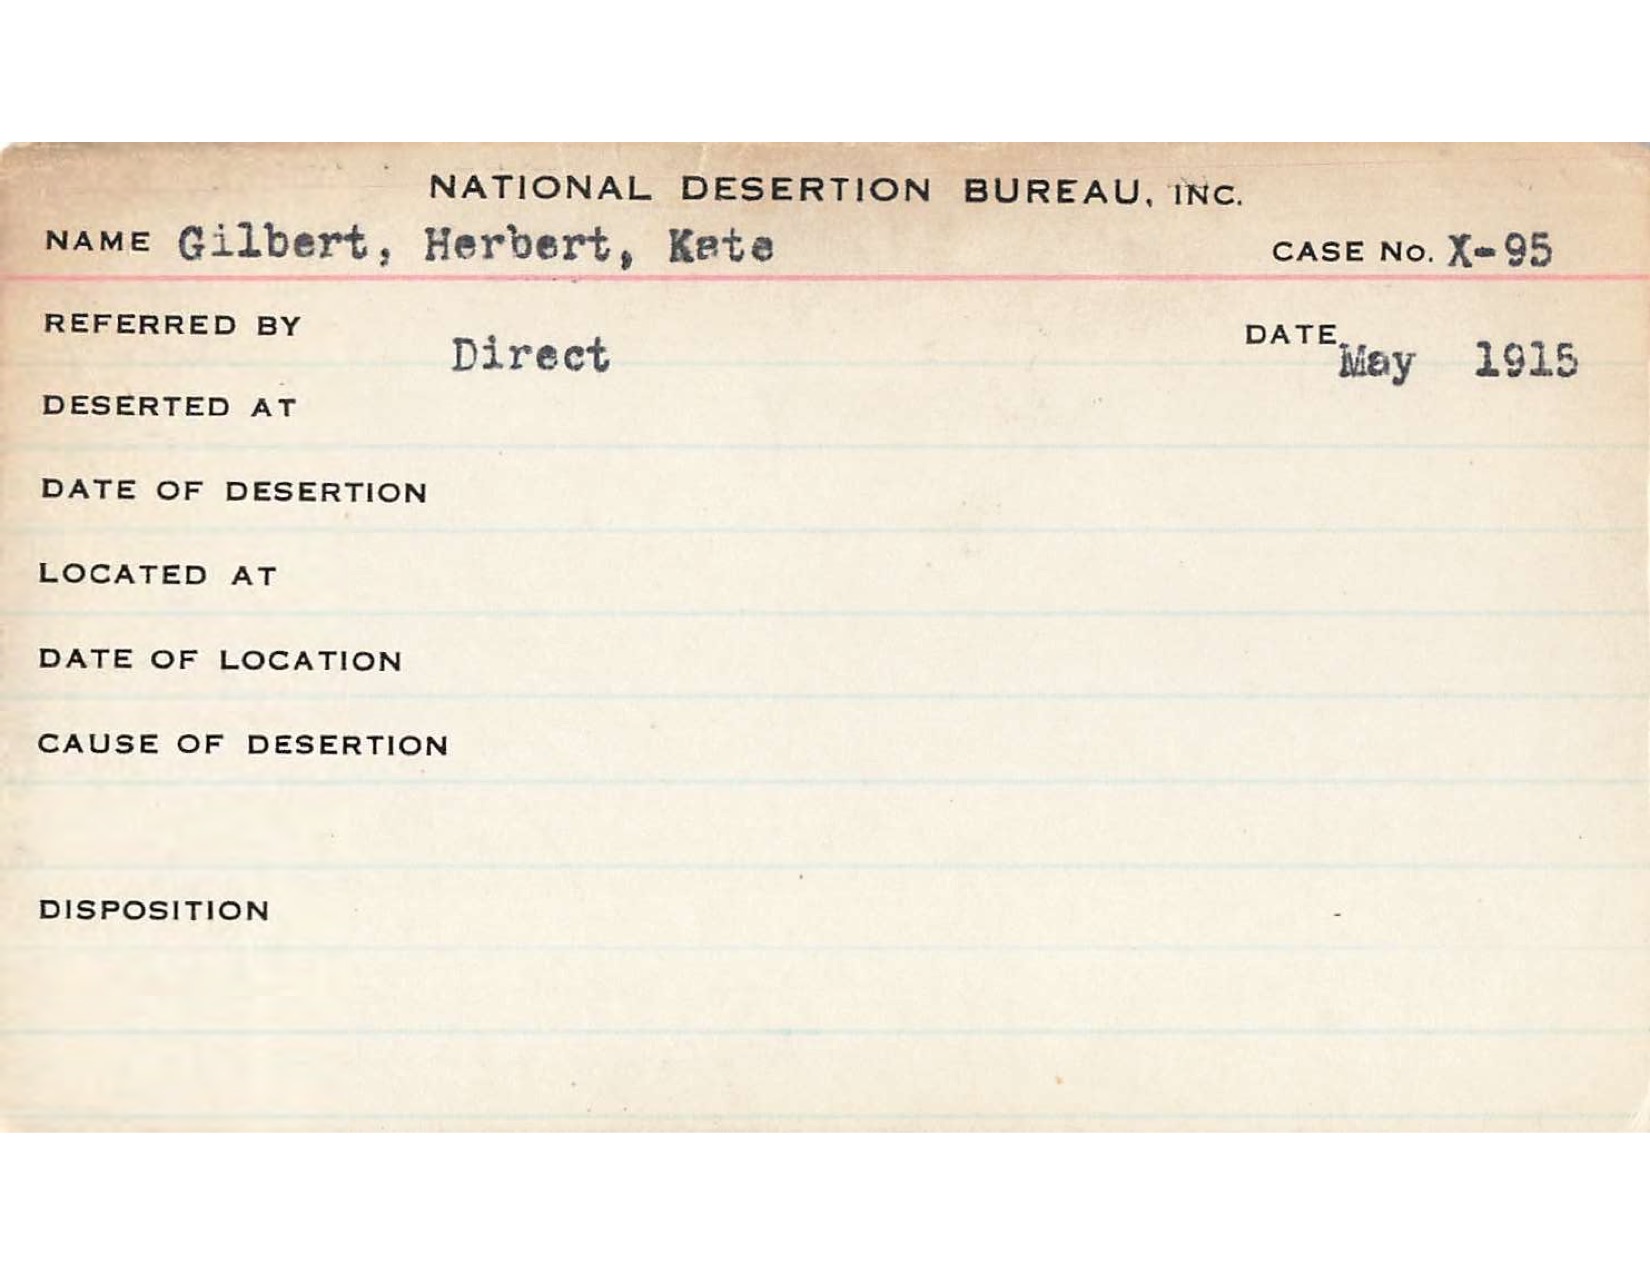 NATIONAL DESERTION BUREAU, INC.
NAME Gilbert, Herbert, Kate CASE No. X-95
REFERRED BY Direct DATE May 1915
DESERTED AT
DATE OF DESERTION
LOCATED AT
DATE OF LOCATION
CAUSE OF DESERTION
DISPOSITION